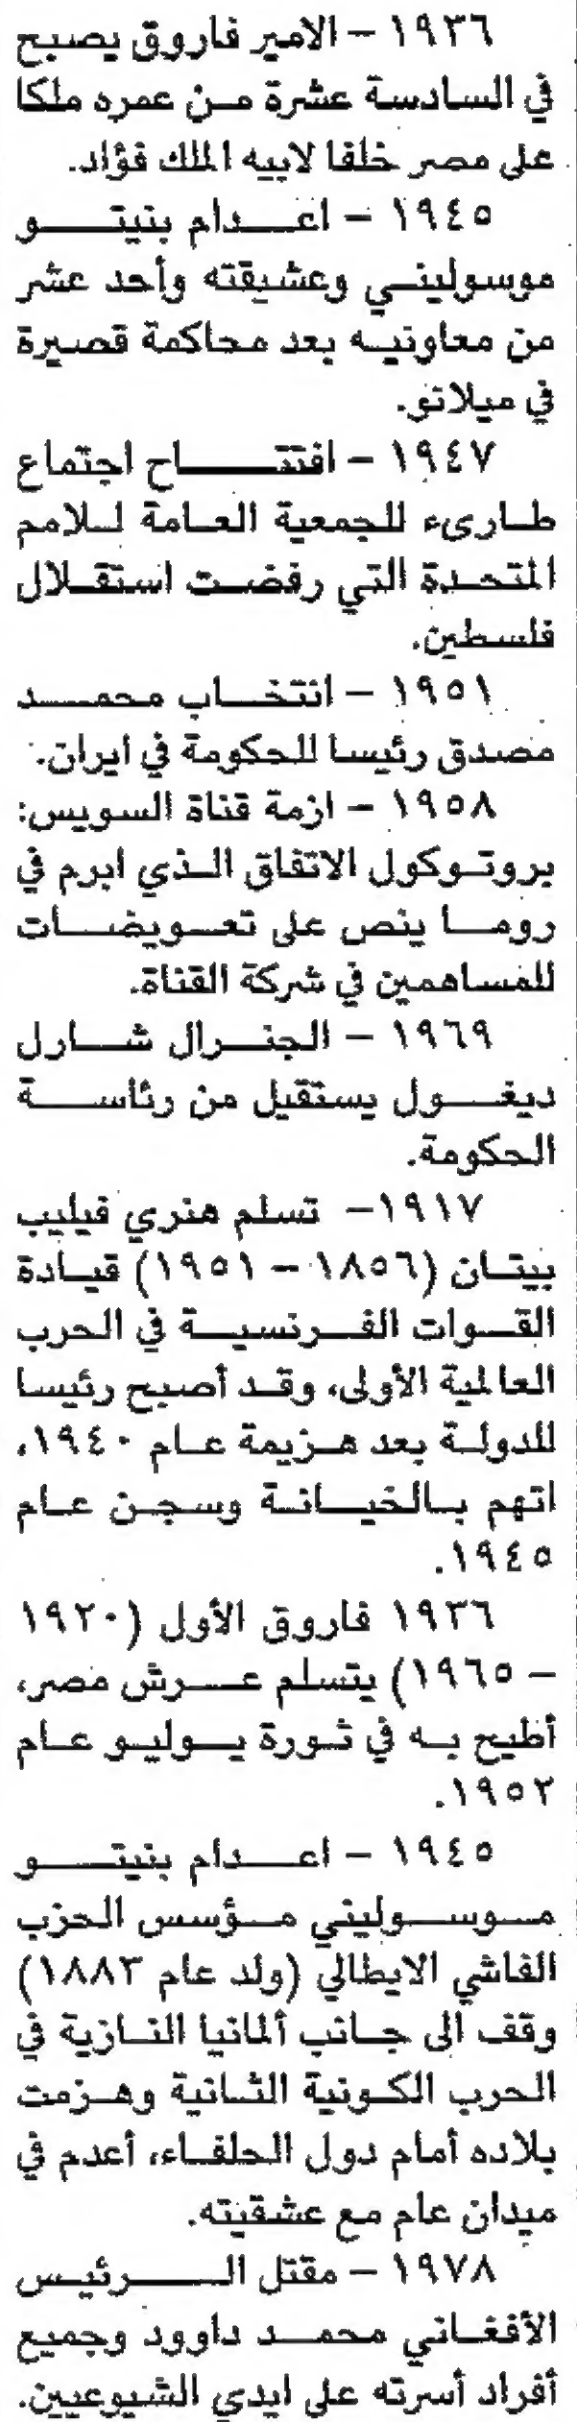 ١٩٣٦ – الامير فاروق يصبح
في السادسة عشرة من عمره ملكا
على مصر خلفا لابيه الملك فؤاد.
١٩٤٥ – اعدام بنيتو
موسوليني وعشيقته وأحد عشر
من معاونيه بعد محاكمة قصيرة
في ميلانو.
١٩٤٧ – افتتاح اجتماع
طارىء للجمعية العامة للامم
المتحدة التي رفضت استقلال
فلسطين.
١٩٥١ – انتخاب محمد
مصدق رئيسا للحكومة في ايران.
١٩٥٨ – ازمة قناة السويس:
بروتوكول الاتفاق الذي ابرم في
روما ينص على تعويضات
للمساهمين في شركة القناة.
١٩٦٩ – الجنرال شارل
ديغول يستقيل من رئاسة
الحكومة.
١٩١٧– تسلم هنري فيليب
بيتان (١٨٥٦ – ١٩٥١) قيادة
القوات الفرنسية في الحرب
العالمية الأولى، وقد أصبح رئيسا
للدولة بعد هزيمة عام ١٩٤٠،
اتهم بالخيانة وسجن عام
١٩٤٥.
١٩٣٦ فاروق الأول (١٩٢٠
– ١٩٦٥) يتسلم عرش مصر،
أطيح به في ثورة يوليو عام
١٩٥٢.
١٩٤٥ – اعدام بنيتو
موسوليني مؤسس الحزب
الفاشي الايطالي (ولد عام ١٨٨٣)
وقف الى جانب ألمانيا النازية في
الحرب الكونية الثانية وهزمت
بلاده أمام دول الحلفاء، أعدم في
ميدان عام مع عشقيته.
١٩٧٨ – مقتل الرئيس
الأفغاني محمد داوود وجميع
أفراد أسرته على ايدي الشيوعيين.